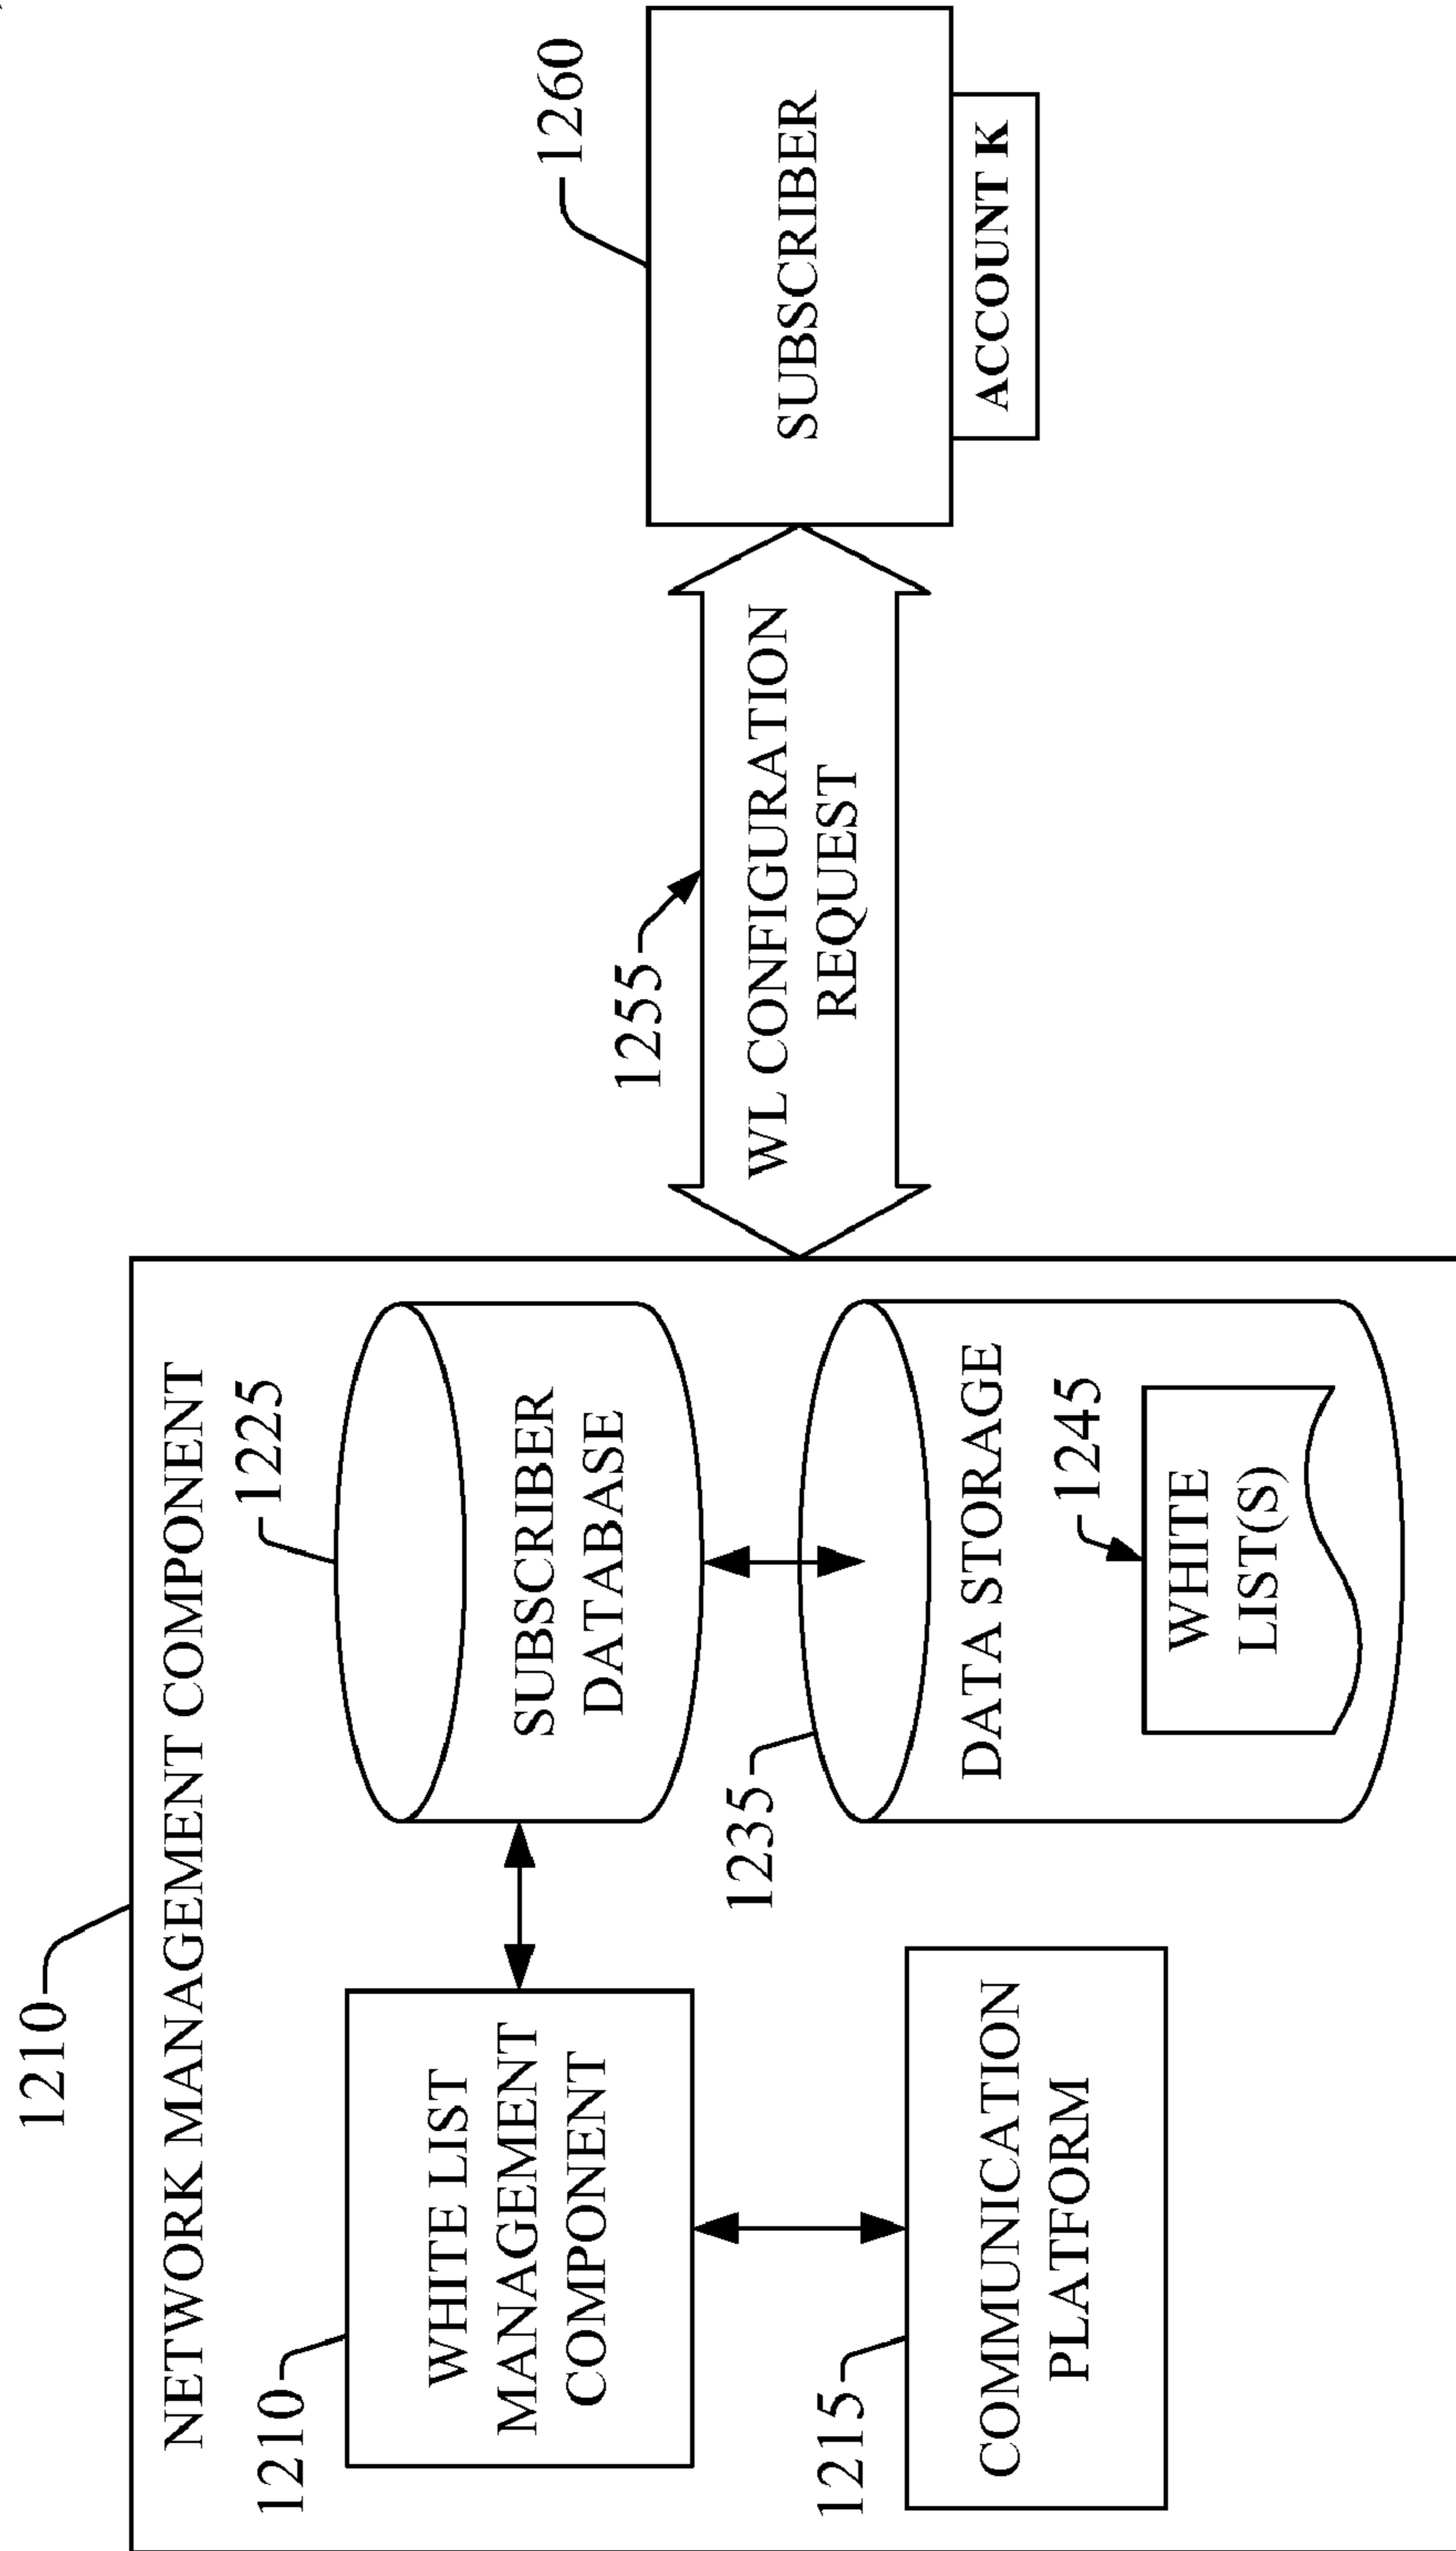 1210
NETWORK MANAGEMENT COMPONENT
1210
WHITE LIST
MANAGEMENT
COMPONENT
1225
SUBSCRIBER
DATABASE
1215
COMMUNICATION
PLATFORM
1235
DATA STORAGE
1245
WHITE
LIST(S)
1255
WL CONFIGURATION
REQUEST
1260
SUBSCRIBER
ACCOUNT K